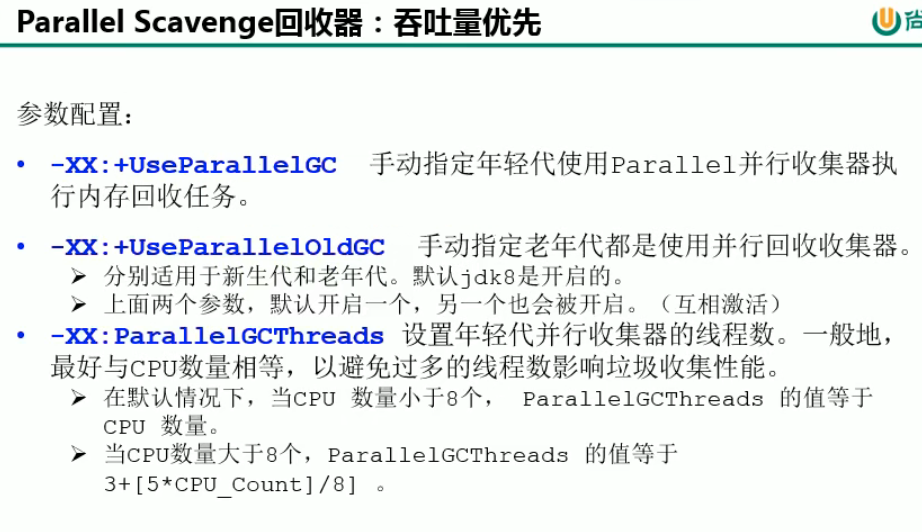 Parallel Scavenge回收器：吞吐量优先
尚
参数配置：
• -XX:+UseParallelGC 手动指定年轻代使用Parallel并行收集器执
行内存回收任务。
• -XX:+UseParallelOldGC 手动指定老年代都是使用并行回收收集器。
➢ 分别适用于新生代和老年代。默认jdk8是开启的。
➢ 上面两个参数，默认开启一个，另一个也会被开启。（互相激活）
• -XX:ParallelGCThreads 设置年轻代并行收集器的线程数。一般地，
最好与CPU数量相等，以避免过多的线程数影响垃圾收集性能。
➢ 在默认情况下，当CPU 数量小于8个， ParallelGCThreads 的值等于
CPU 数量。
➢ 当CPU数量大于8个，ParallelGCThreads 的值等于
3+[5*CPU_Count]/8] 。